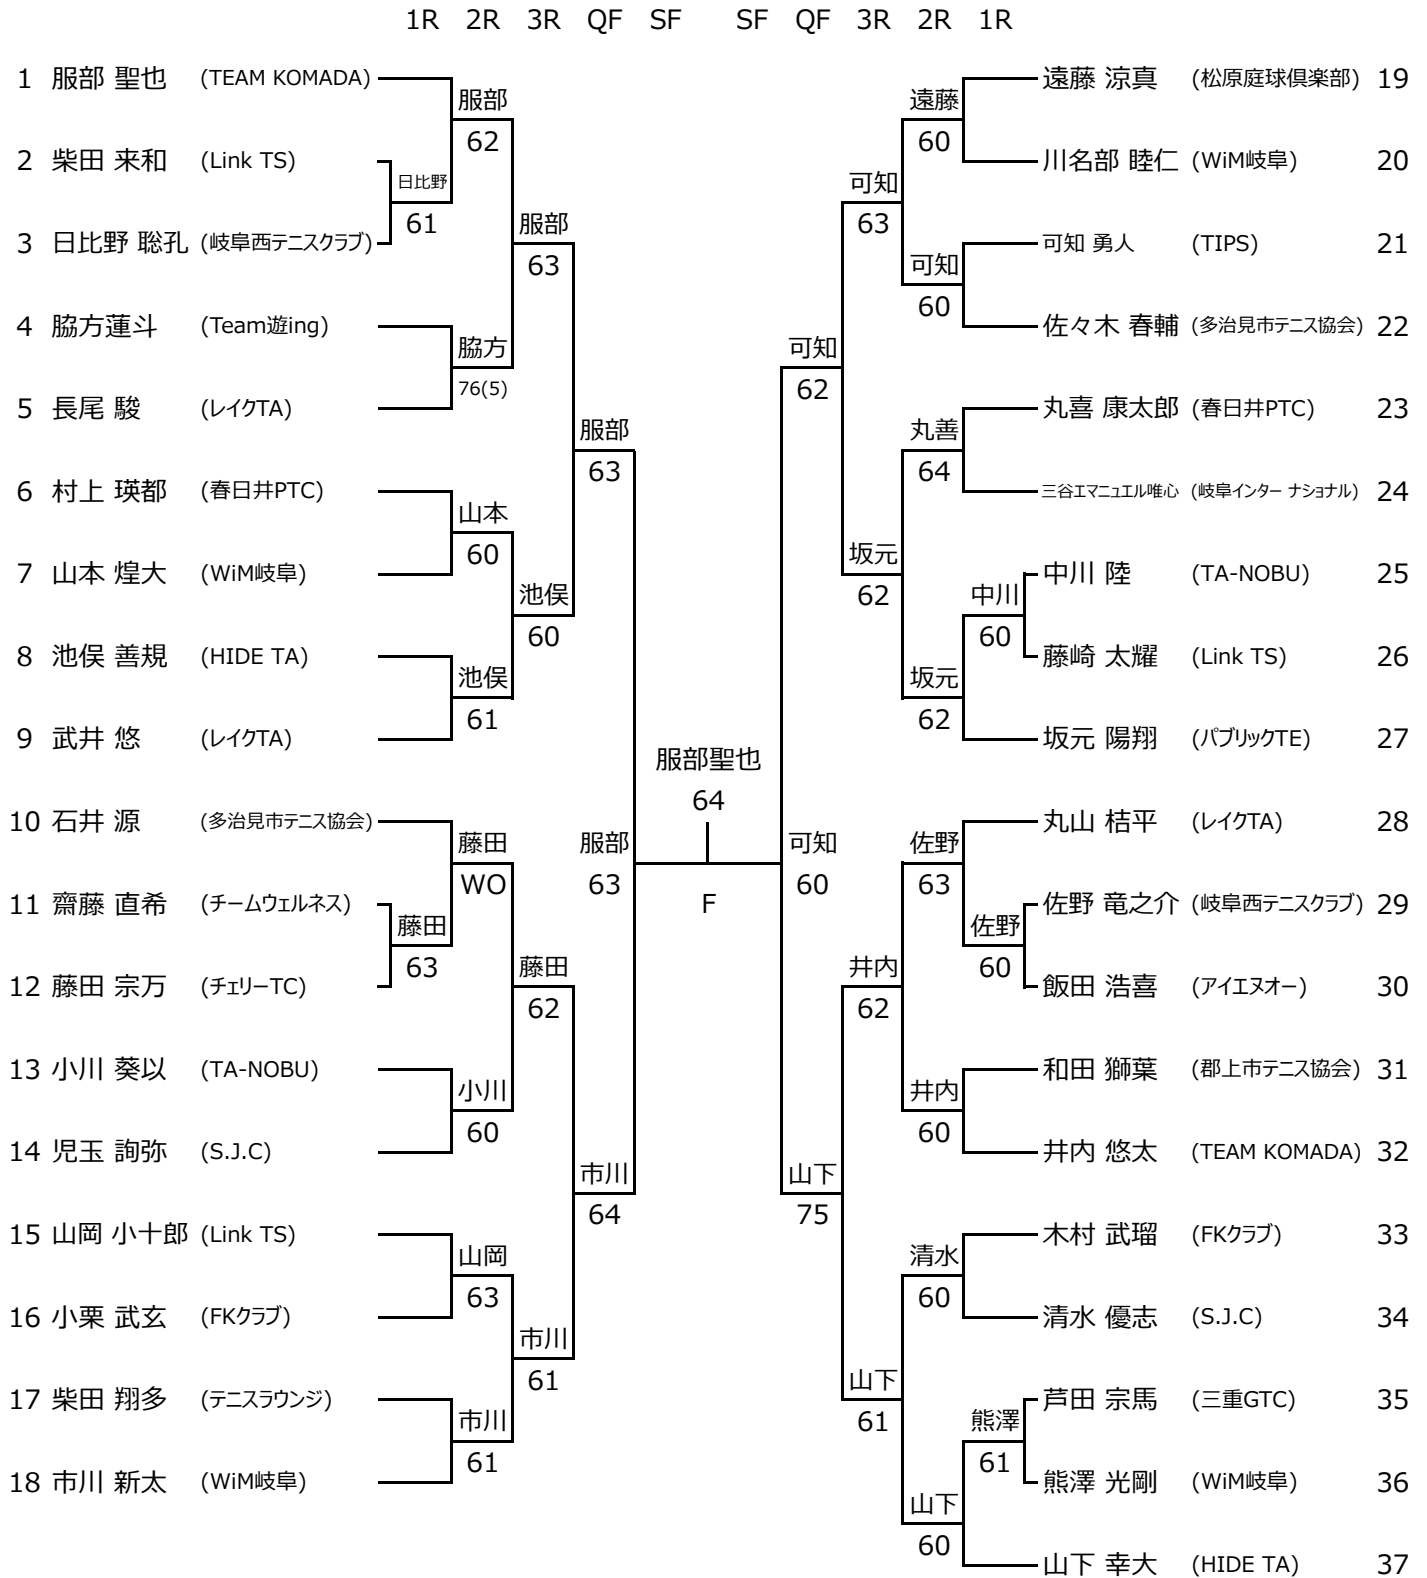 1R 2R 3R QF SF SF QF 3R 2R 1R
1 服部 聖也 (TEAM KOMADA)
服部
62
2 柴田 来和 (Link TS)
日比野
61
3 日比野 聡孔 (岐阜西テニスクラブ)
服部
63
4 脇方蓮斗 (Team遊ing)
脇方
76(5)
5 長尾 駿 (レイクTA)
服部
63
6 村上 瑛都 (春日井PTC)
山本
60
7 山本 煌大 (WiM岐阜)
池俣
60
8 池俣 善規 (HIDE TA)
池俣
61
9 武井 悠 (レイクTA)
10 石井 源 (多治見市テニス協会)
藤田
WO
11 齋藤 直希 (チームウェルネス)
藤田
63
12 藤田 宗万 (チェリーTC)
藤田
62
13 小川 葵以 (TA-NOBU)
小川
60
14 児玉 詢弥 (S.J.C)
市川
64
15 山岡 小十郎 (Link TS)
山岡
63
16 小栗 武玄 (FKクラブ)
市川
61
17 柴田 翔多 (テニスラウンジ)
市川
61
18 市川 新太 (WiM岐阜)
服部
63
服部聖也
64
F
可知
60
遠藤 涼真 (松原庭球倶楽部) 19
遠藤
60
川名部 睦仁 (WiM岐阜) 20
可知
63
可知 勇人 (TIPS) 21
可知
60
佐々木 春輔 (多治見市テニス協会) 22
可知
62
丸喜 康太郎 (春日井PTC) 23
丸善
64
三谷エマニュエル唯心 (岐阜インター ナショナル) 24
坂元
62
中川 陸 (TA-NOBU) 25
中川
60
藤崎 太耀 (Link TS) 26
坂元
62
坂元 陽翔 (パブリックTE) 27
丸山 桔平 (レイクTA) 28
佐野
63
佐野 竜之介 (岐阜西テニスクラブ) 29
佐野
60
飯田 浩喜 (アイエヌオー) 30
井内
62
和田 獅葉 (郡上市テニス協会) 31
井内
60
井内 悠太 (TEAM KOMADA) 32
山下
75
木村 武瑠 (FKクラブ) 33
清水
60
清水 優志 (S.J.C) 34
山下
61
芦田 宗馬 (三重GTC) 35
熊澤
61
熊澤 光剛 (WiM岐阜) 36
山下
60
山下 幸大 (HIDE TA) 37